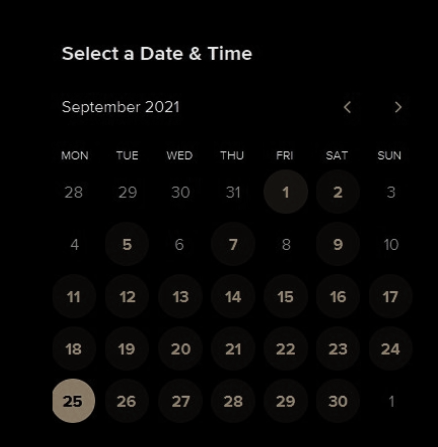 Select a Date & Time
September 2021 < >
MON TUE WED THU FRI SAT SUN
28 29 30 31 1 2 3
4 5 6 7 8 9 10
11 12 13 14 15 16 17
18 19 20 21 22 23 24
25 26 27 28 29 30 1